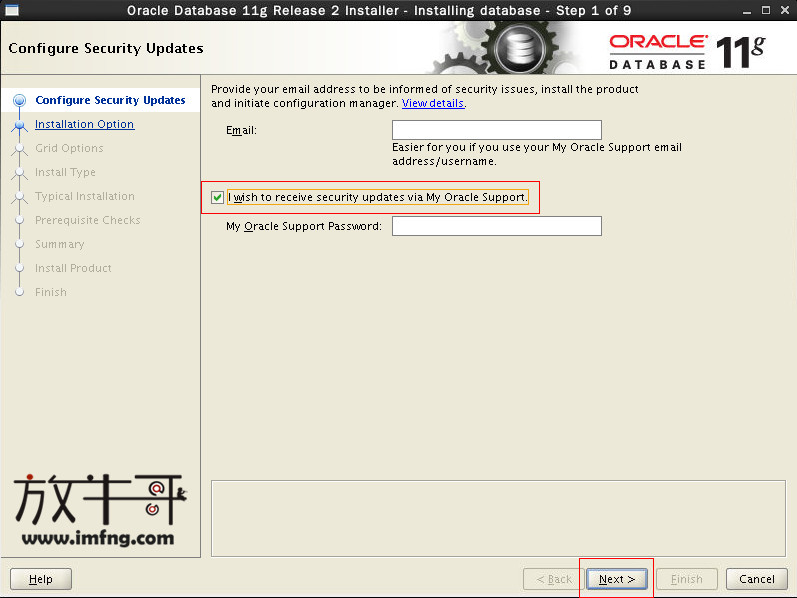 Oracle Database 11g Release 2 Installer - Installing database - Step 1 of 9
Configure Security Updates
ORACLE
DATABASE
11g
Configure Security Updates
Installation Option
Grid Options
Install Type
Typical Installation
Prerequisite Checks
Summary
Install Product
Finish
Provide your email address to be informed of security issues, install the product
and initiate configuration manager. View details.
Email:
Easier for you if you use your My Oracle Support email
address/username.
I wish to receive security updates via My Oracle Support.
My Oracle Support Password:
放牛哥
www.imfng.com
Help
< Back
Next >
Finish
Cancel